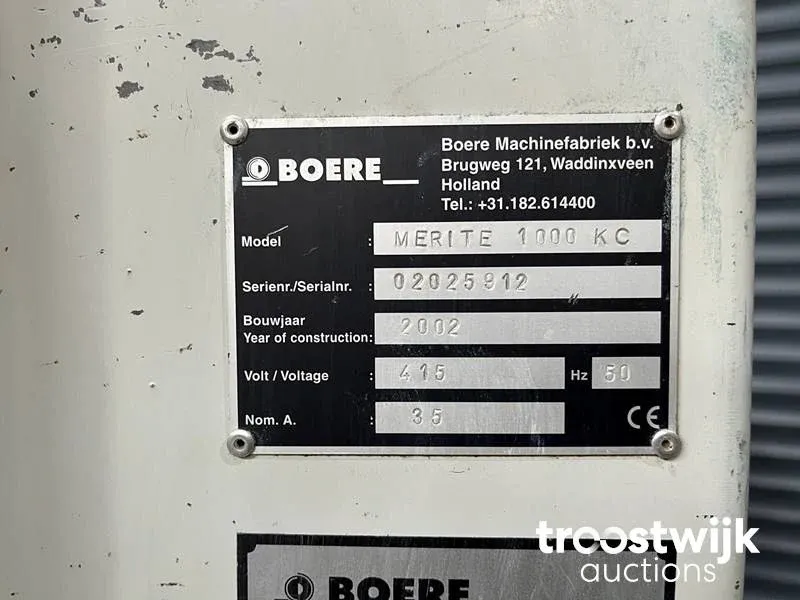 BOERE
Boere Machinefabriek b.v.
Brugweg 121, Waddinxveen
Holland
Tel.: +31.182.614400
Model : MERITE 1000 KC
Serienr./Serialnr. : 02025912
Bouwjaar
Year of construction: 2002
Volt / Voltage : 415 Hz 50
Nom. A. : 35 CE
BOERE
troostwijk
auctions